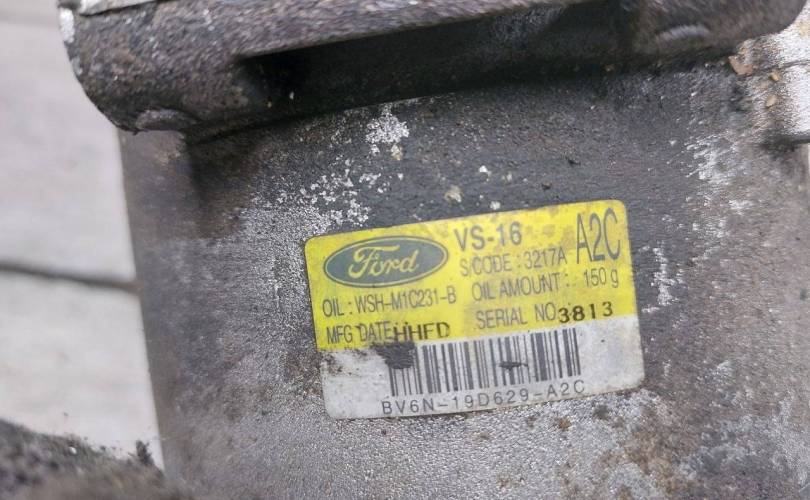 Ford VS-16 A2C
S/CODE : 3217A
OIL : WSH-M1C231-B OIL AMOUNT : 150 g
MFG DATE HHFD SERIAL NO 3813
BV6N-19D629-A2C